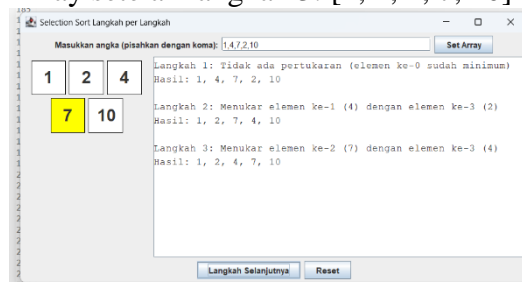 Selection Sort Langkah per Langkah
Masukkan angka (pisahkan dengan koma): 1,4,7,2,10 Set Array
1 2 4
7 10
Langkah 1: Tidak ada pertukaran (elemen ke-0 sudah minimum)
Hasil: 1, 4, 7, 2, 10
Langkah 2: Menukar elemen ke-1 (4) dengan elemen ke-3 (2)
Hasil: 1, 2, 7, 4, 10
Langkah 3: Menukar elemen ke-2 (7) dengan elemen ke-3 (4)
Hasil: 1, 2, 4, 7, 10
Langkah Selanjutnya Reset